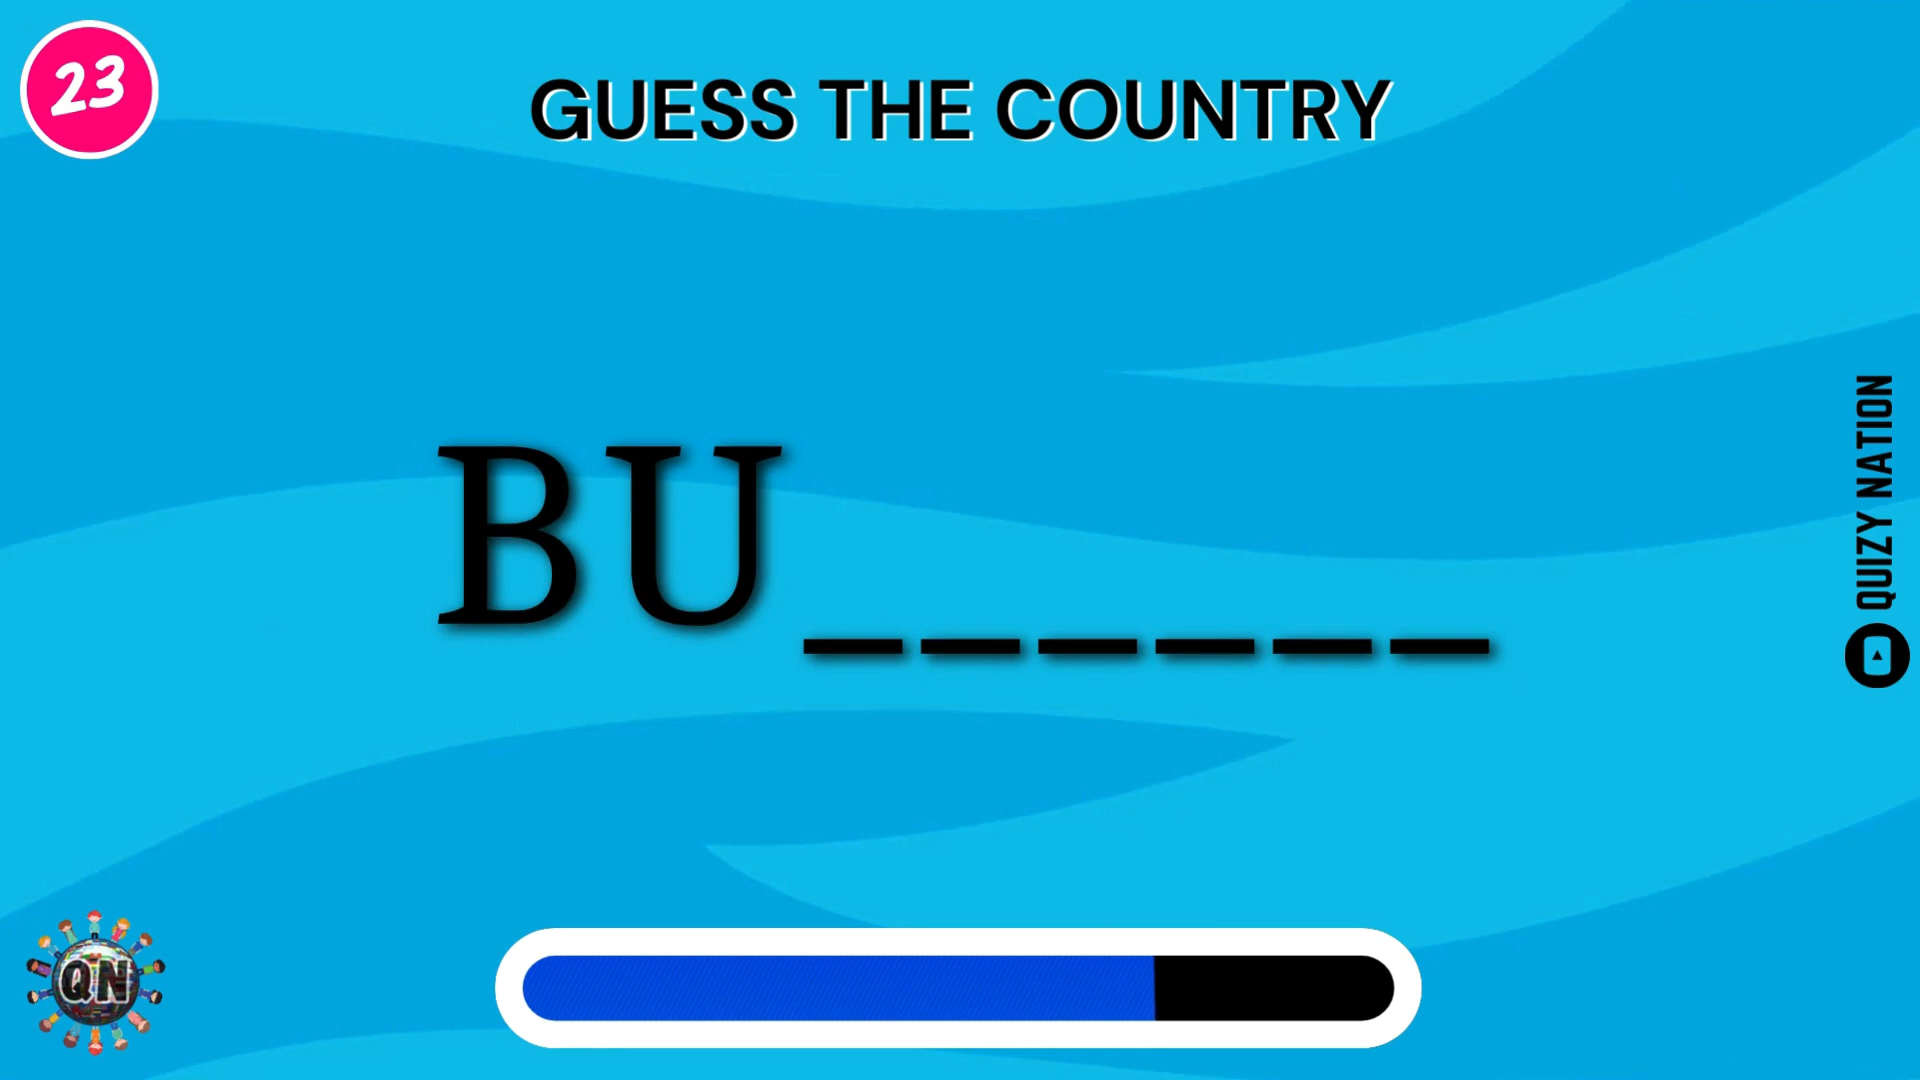 23
GUESS THE COUNTRY
BU______
QUIZY NATION
QN